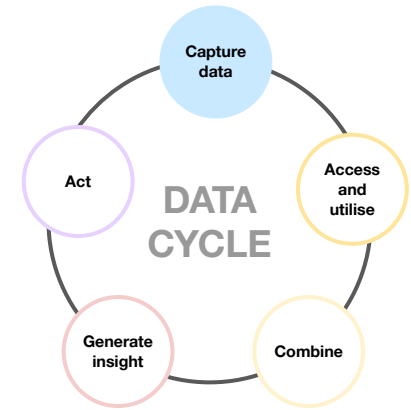 Capture
data
Access
and
utilise
Combine
Generate
insight
Act
DATA
CYCLE